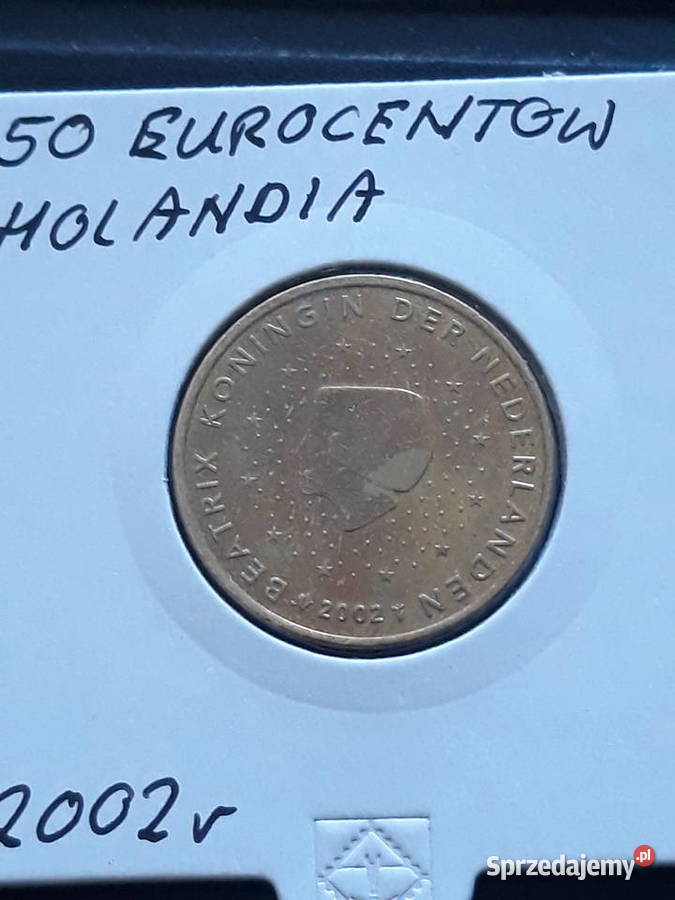 50 EUROCENTOW
HOLANDIA
BEATRIX KONINGIN DER NEDERLANDEN
2002
2002r
Sprzedajemy.pl